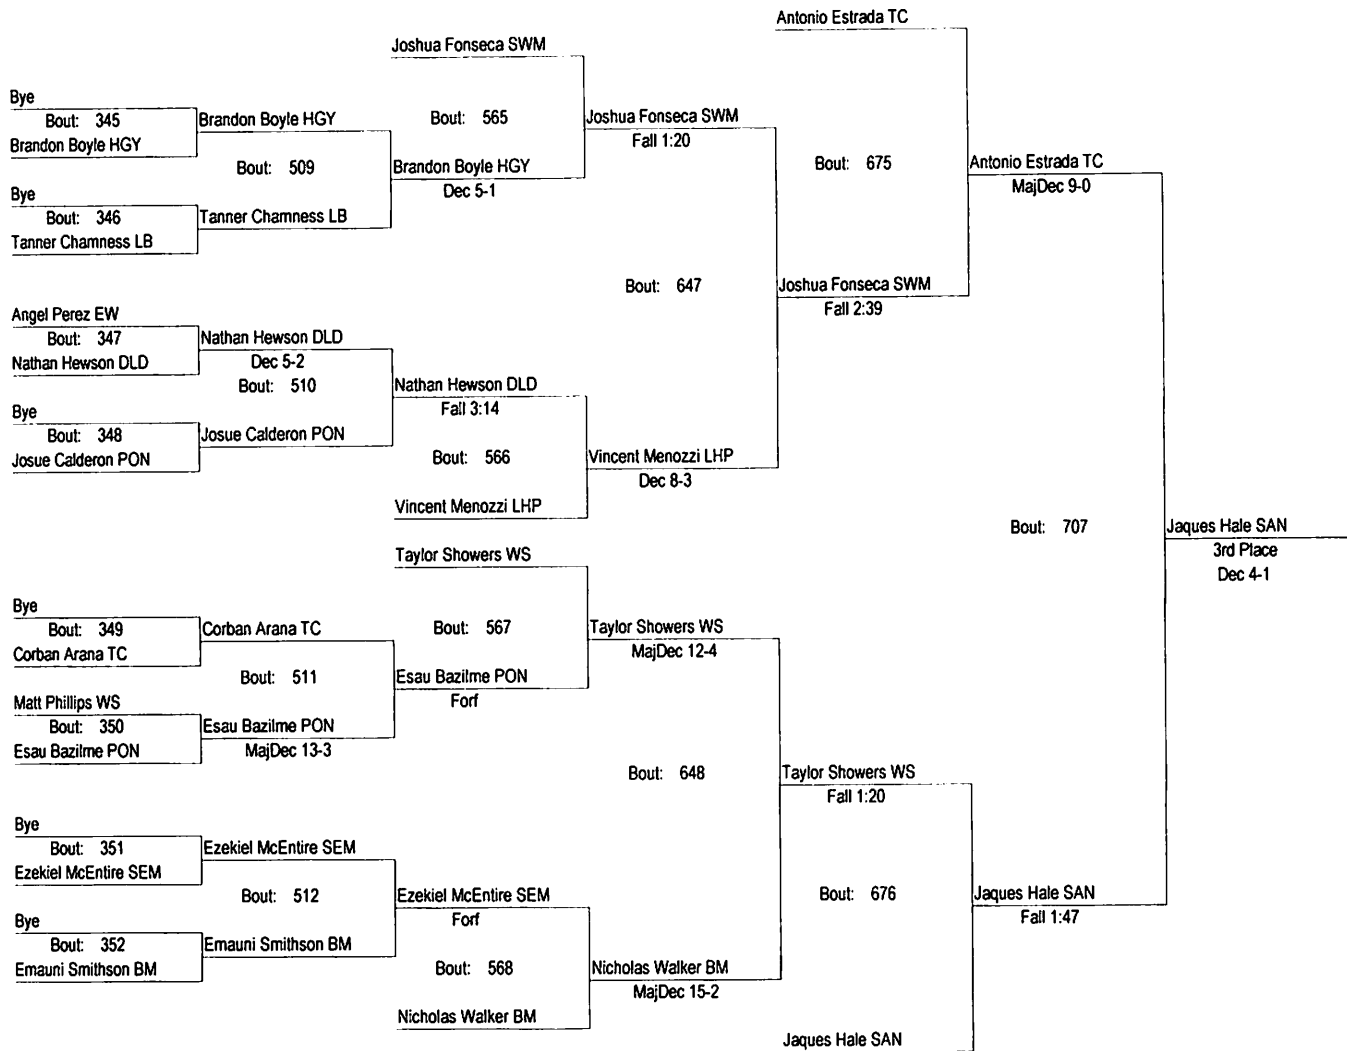 Antonio Estrada TC
Joshua Fonseca SWM
Bye
Bout: 345
Brandon Boyle HGY
Brandon Boyle HGY
Bout: 565
Joshua Fonseca SWM
Fall 1:20
Bout: 509
Brandon Boyle HGY
Dec 5-1
Bout: 675
Antonio Estrada TC
MajDec 9-0
Bye
Bout: 346
Tanner Chamness LB
Tanner Chamness LB
Bout: 647
Joshua Fonseca SWM
Fall 2:39
Angel Perez EW
Bout: 347
Nathan Hewson DLD
Nathan Hewson DLD
Dec 5-2
Bout: 510
Nathan Hewson DLD
Fall 3:14
Bye
Bout: 348
Josue Calderon PON
Josue Calderon PON
Bout: 566
Vincent Menozzi LHP
Dec 8-3
Vincent Menozzi LHP
Bout: 707
Jaques Hale SAN
3rd Place
Dec 4-1
Taylor Showers WS
Bye
Bout: 349
Corban Arana TC
Corban Arana TC
Bout: 567
Taylor Showers WS
MajDec 12-4
Bout: 511
Esau Bazilme PON
Forf
Matt Phillips WS
Bout: 350
Esau Bazilme PON
Esau Bazilme PON
MajDec 13-3
Bout: 648
Taylor Showers WS
Fall 1:20
Bye
Bout: 351
Ezekiel McEntire SEM
Ezekiel McEntire SEM
Bout: 512
Ezekiel McEntire SEM
Forf
Bout: 676
Jaques Hale SAN
Fall 1:47
Bye
Bout: 352
Emauni Smithson BM
Emauni Smithson BM
Bout: 568
Nicholas Walker BM
MajDec 15-2
Nicholas Walker BM
Jaques Hale SAN